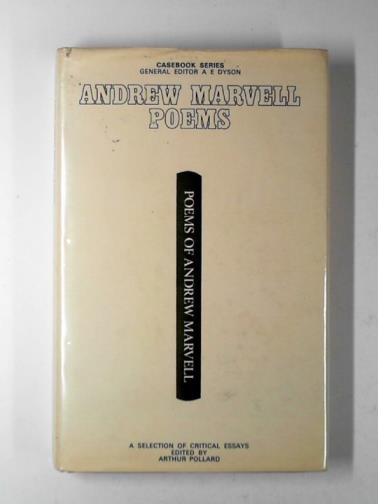 CASEBOOK SERIES
GENERAL EDITOR A E DYSON
ANDREW MARVELL
POEMS
POEMS OF ANDREW MARVELL
A SELECTION OF CRITICAL ESSAYS
EDITED BY
ARTHUR POLLARD